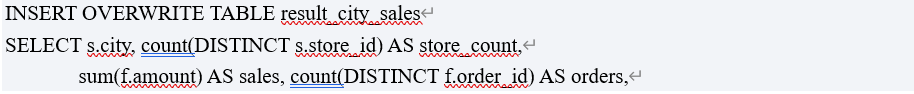 INSERT OVERWRITE TABLE result_city_sales↵
SELECT s.city, count(DISTINCT s.store_id) AS store_count,↵
sum(f.amount) AS sales, count(DISTINCT f.order_id) AS orders,↵